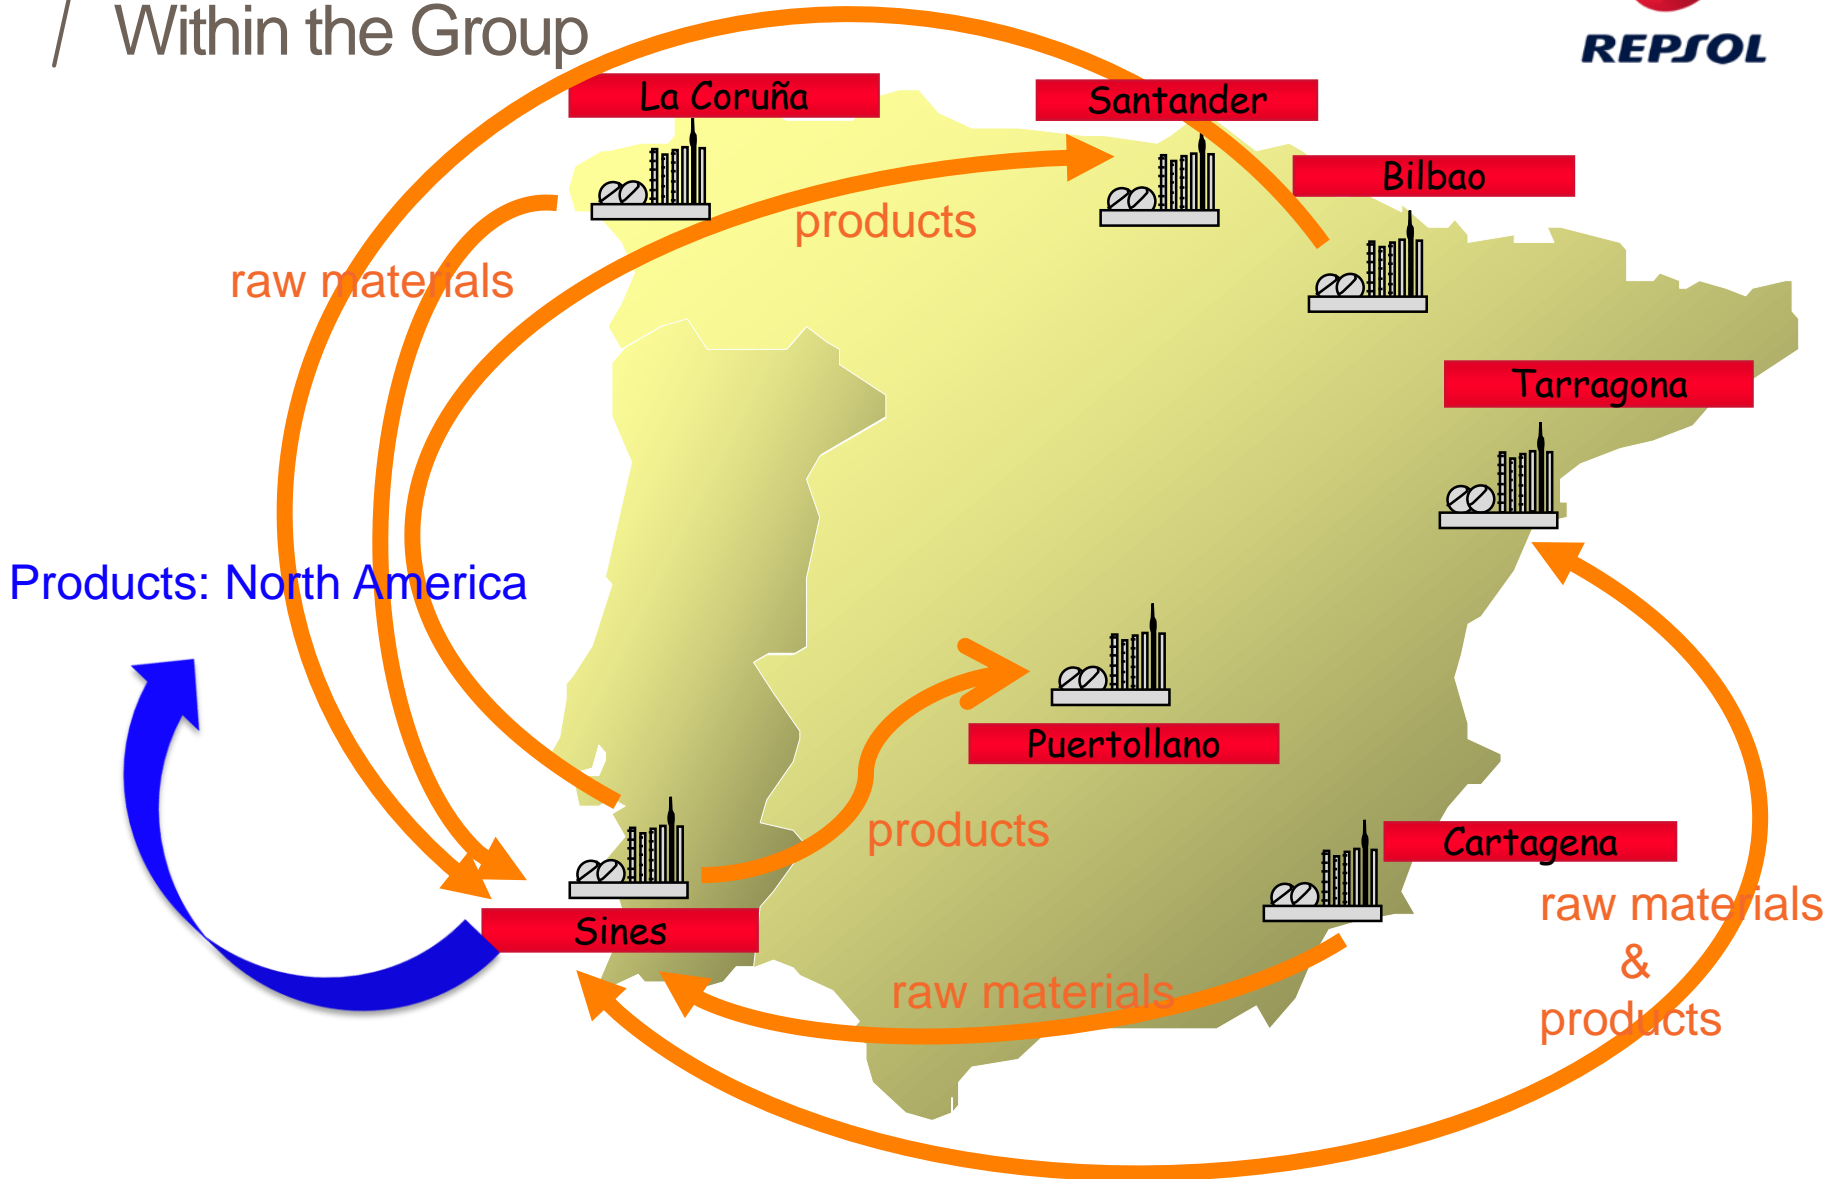 Within the Group
REPSOL
La Coruña
Santander
Bilbao
products
raw materials
Tarragona
Products: North America
Puertollano
products
Cartagena
raw materials
&
products
Sines
raw materials